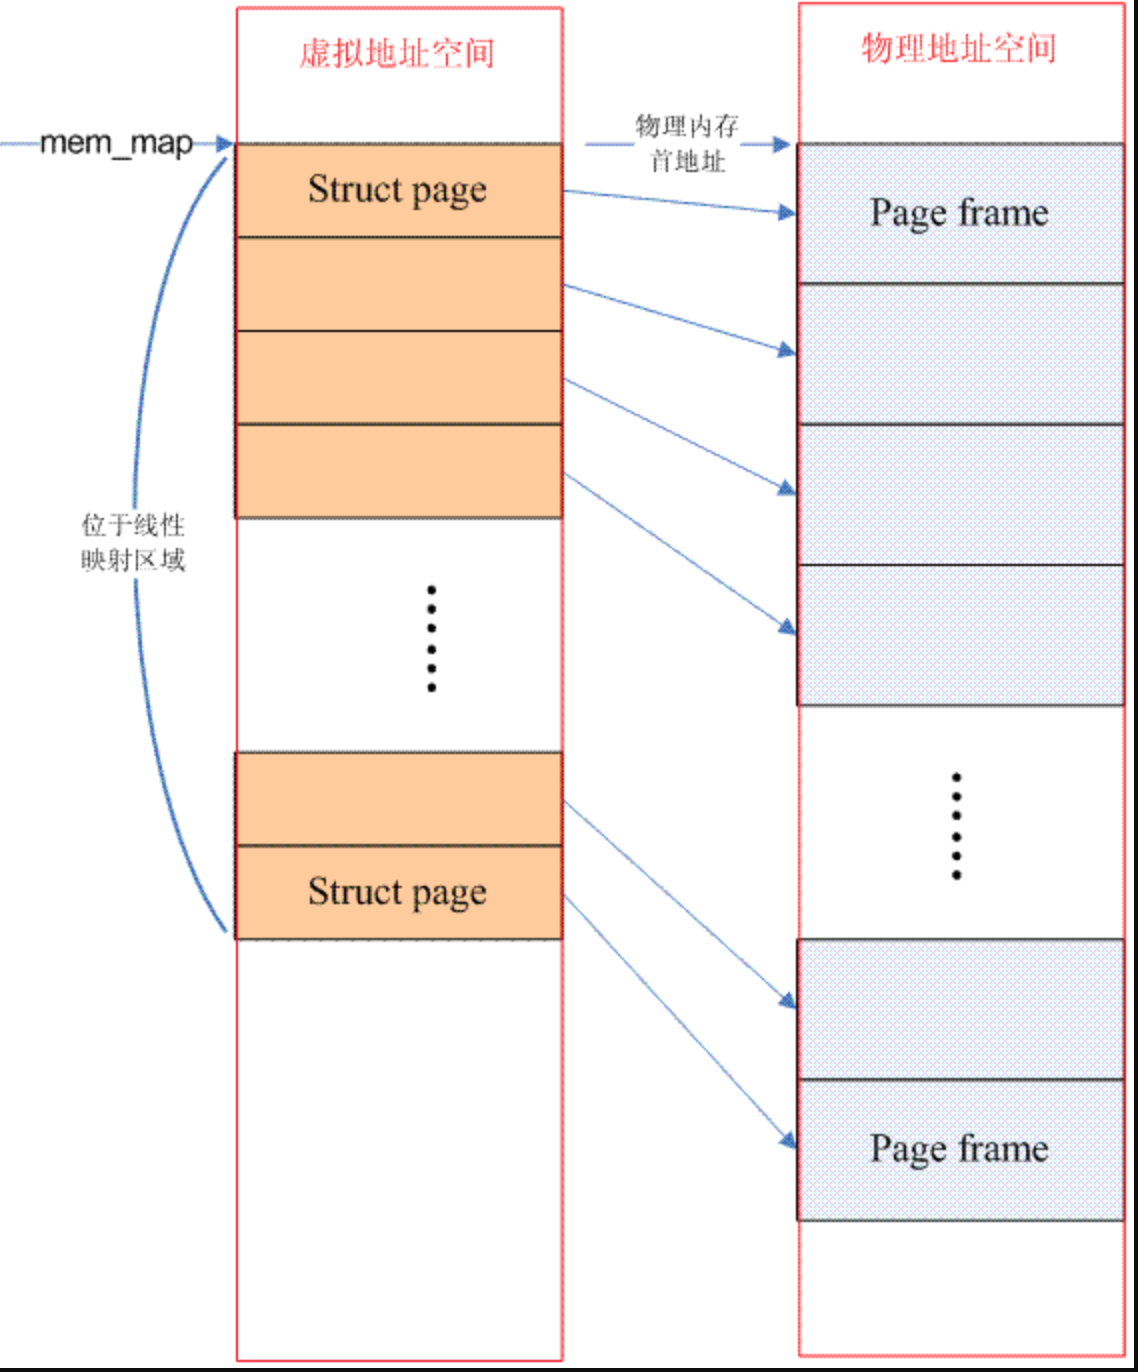 虚拟地址空间
物理地址空间
mem_map
物理内存
首地址
Struct page
Page frame
位于线性
映射区域
Struct page
Page frame